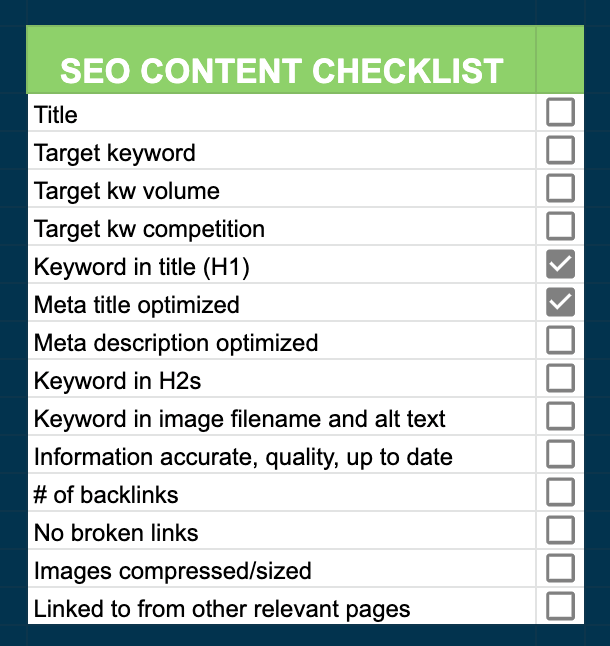 SEO CONTENT CHECKLIST
Title
Target keyword
Target kw volume
Target kw competition
Keyword in title (H1)
Meta title optimized
Meta description optimized
Keyword in H2s
Keyword in image filename and alt text
Information accurate, quality, up to date
# of backlinks
No broken links
Images compressed/sized
Linked to from other relevant pages